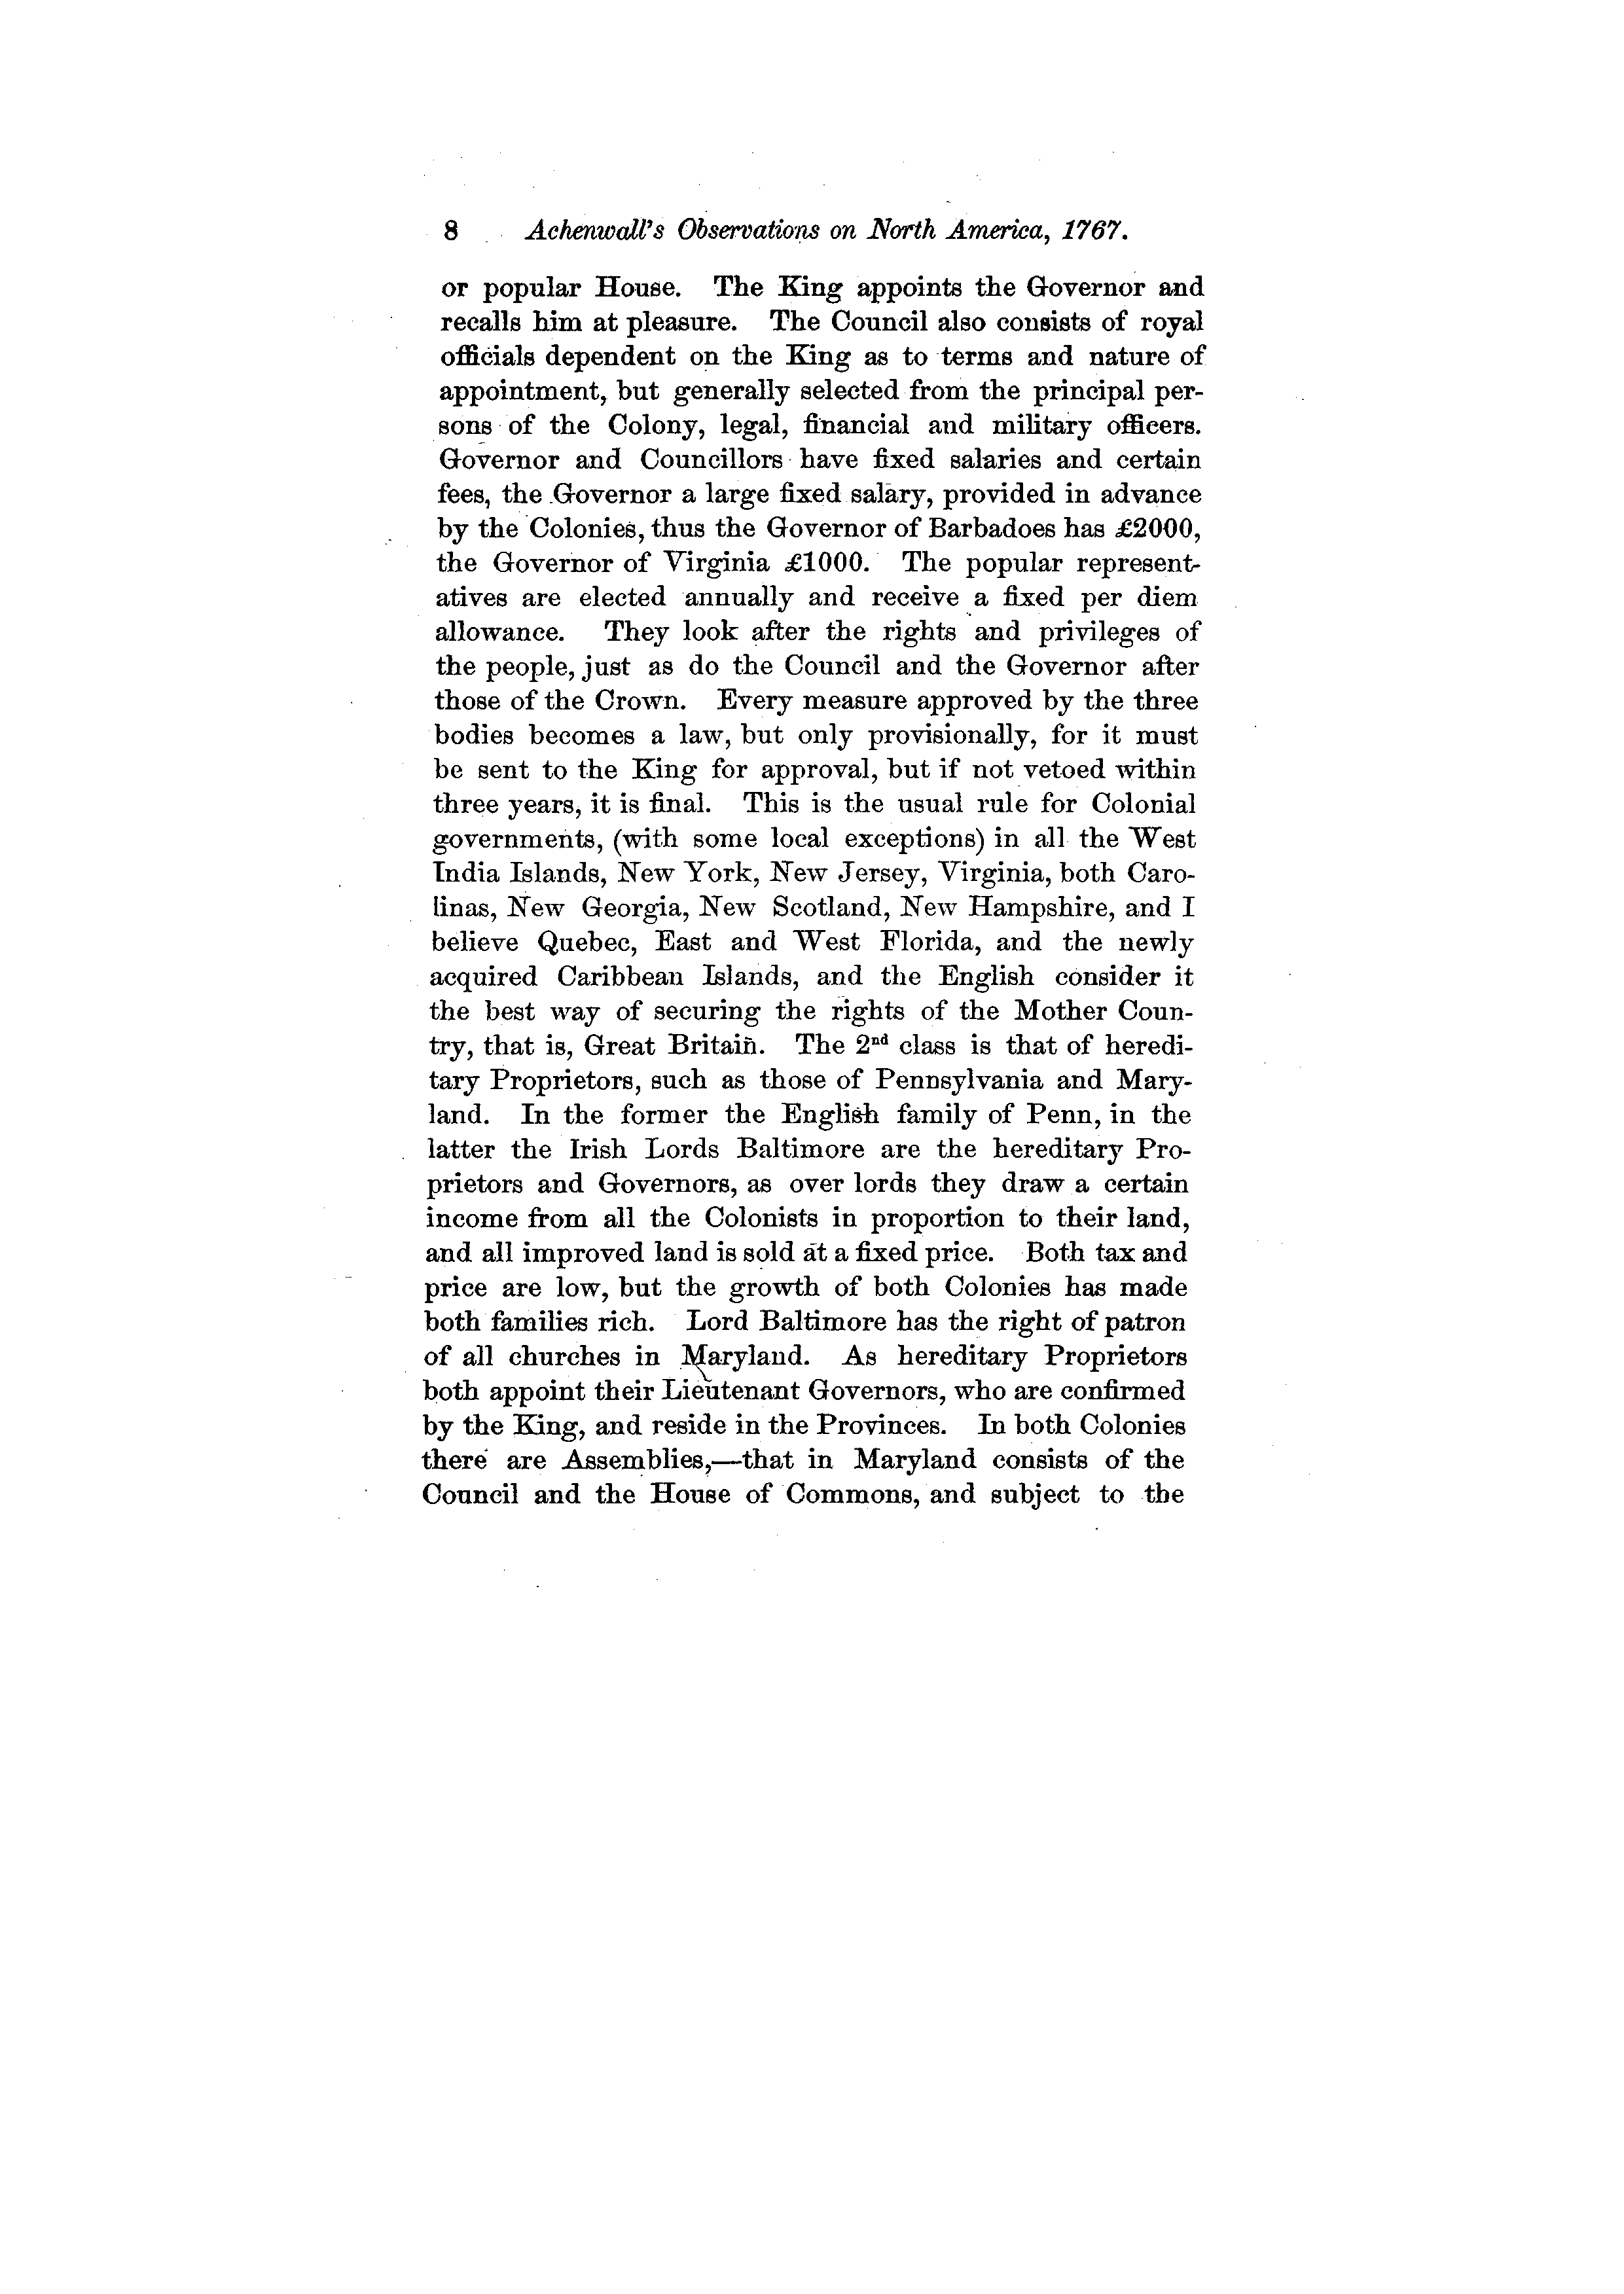 8 Achenwall's Observations on North America, 1767.
or popular House. The King appoints the Governor and
recalls him at pleasure. The Council also consists of royal
officials dependent on the King as to terms and nature of
appointment, but generally selected from the principal per-
sons of the Colony, legal, financial and military officers.
Governor and Councillors have fixed salaries and certain
fees, the Governor a large fixed salary, provided in advance
by the Colonies, thus the Governor of Barbadoes has £2000,
the Governor of Virginia £1000. The popular represent-
atives are elected annually and receive a fixed per diem
allowance. They look after the rights and privileges of
the people, just as do the Council and the Governor after
those of the Crown. Every measure approved by the three
bodies becomes a law, but only provisionally, for it must
be sent to the King for approval, but if not vetoed within
three years, it is final. This is the usual rule for Colonial
governments, (with some local exceptions) in all the West
India Islands, New York, New Jersey, Virginia, both Caro-
linas, New Georgia, New Scotland, New Hampshire, and I
believe Quebec, East and West Florida, and the newly
acquired Caribbean Islands, and the English consider it
the best way of securing the rights of the Mother Coun-
try, that is, Great Britain. The 2nd class is that of heredi-
tary Proprietors, such as those of Pennsylvania and Mary-
land. In the former the English family of Penn, in the
latter the Irish Lords Baltimore are the hereditary Pro-
prietors and Governors, as over lords they draw a certain
income from all the Colonists in proportion to their land,
and all improved land is sold at a fixed price. Both tax and
price are low, but the growth of both Colonies has made
both families rich. Lord Baltimore has the right of patron
of all churches in Maryland. As hereditary Proprietors
both appoint their Lieutenant Governors, who are confirmed
by the King, and reside in the Provinces. In both Colonies
there are Assemblies,—that in Maryland consists of the
Council and the House of Commons, and subject to the